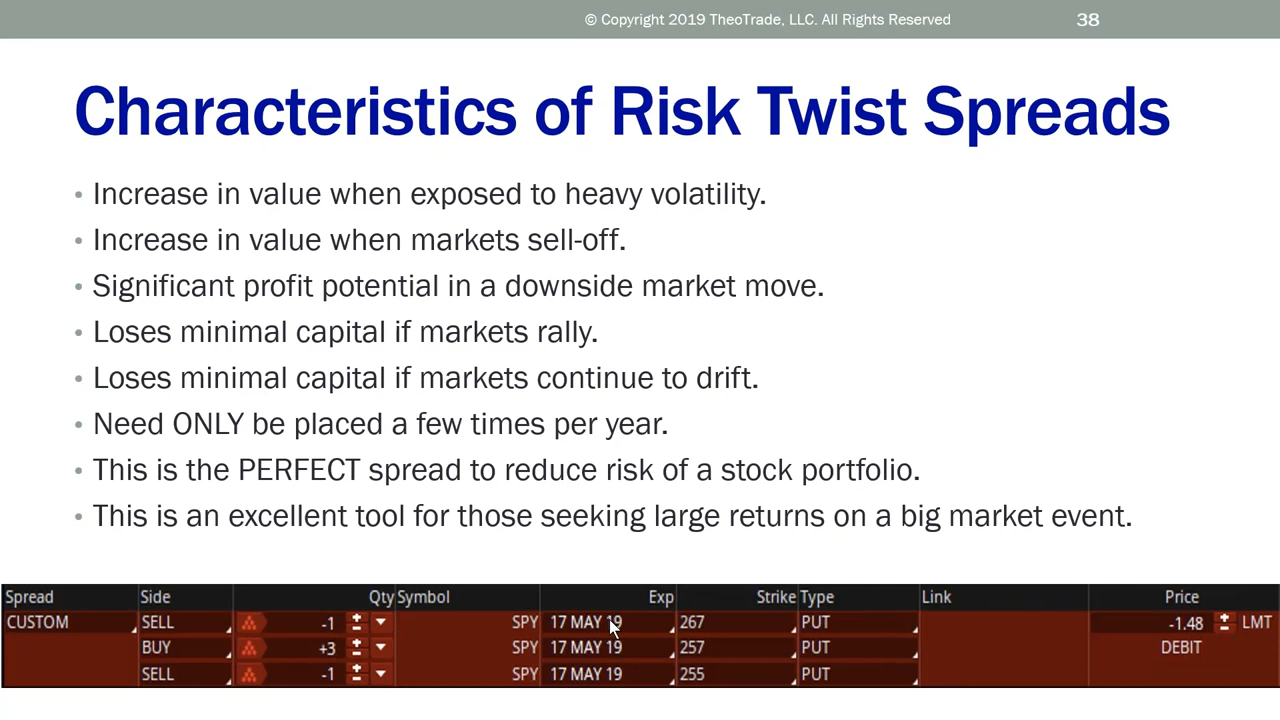 © Copyright 2019 TheoTrade, LLC. All Rights Reserved 38
Characteristics of Risk Twist Spreads
• Increase in value when exposed to heavy volatility.
• Increase in value when markets sell-off.
• Significant profit potential in a downside market move.
• Loses minimal capital if markets rally.
• Loses minimal capital if markets continue to drift.
• Need ONLY be placed a few times per year.
• This is the PERFECT spread to reduce risk of a stock portfolio.
• This is an excellent tool for those seeking large returns on a big market event.
Spread Side Qty Symbol Exp Strike Type Link Price
CUSTOM SELL -1 SPY 17 MAY 19 267 PUT -1.48 LMT
BUY +3 SPY 17 MAY 19 257 PUT DEBIT
SELL -1 SPY 17 MAY 19 255 PUT